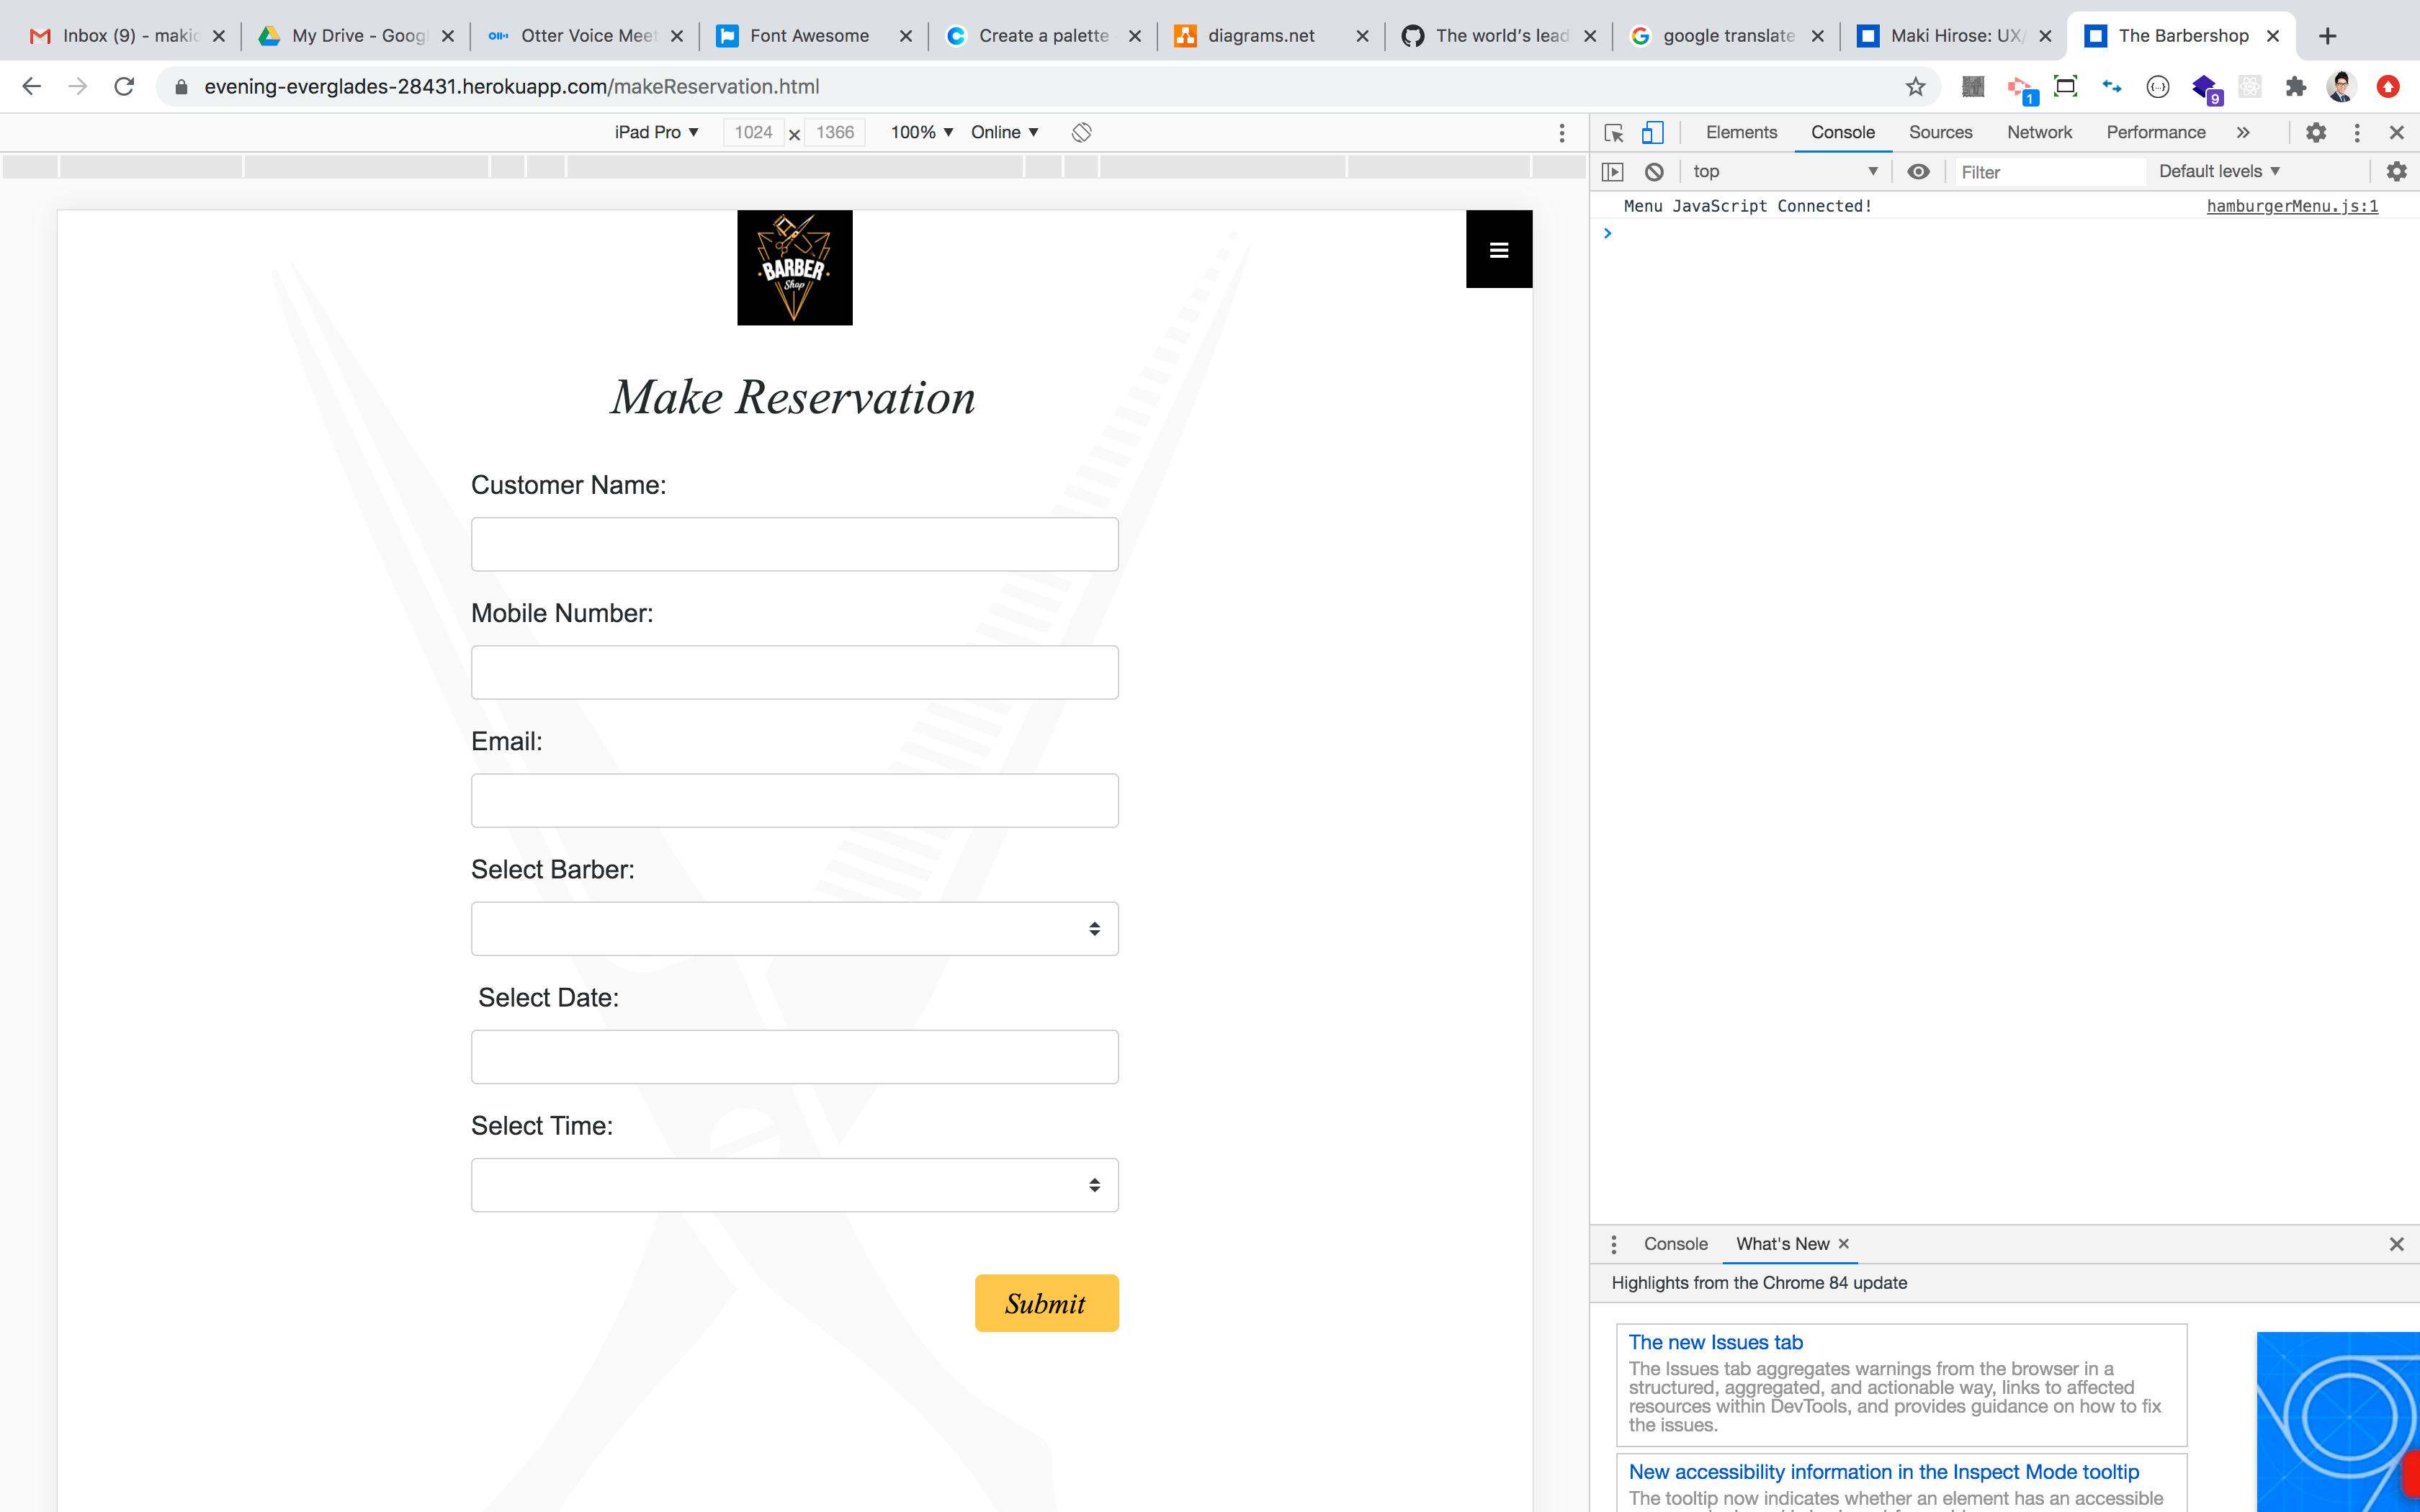 Inbox (9) - makic
My Drive - Googl
Otter Voice Meet
Font Awesome
Create a palette
diagrams.net
The world's lead
google translate
Maki Hirose: UX/
The Barbershop
evening-everglades-28431.herokuapp.com/makeReservation.html
1
{...}
9
iPad Pro ▼ 1024 × 1366 100% ▼ Online ▼
Elements Console Sources Network Performance »
top ▼ Filter Default levels ▼
Menu JavaScript Connected! hamburgerMenu.js:1
BARBER
Shop
Make Reservation
Customer Name:
Mobile Number:
Email:
Select Barber:
Select Date:
Select Time:
Submit
Console What's New
Highlights from the Chrome 84 update
The new Issues tab
The Issues tab aggregates warnings from the browser in a
structured, aggregated, and actionable way, links to affected
resources within DevTools, and provides guidance on how to fix
the issues.
New accessibility information in the Inspect Mode tooltip
The tooltip now indicates whether an element has an accessible